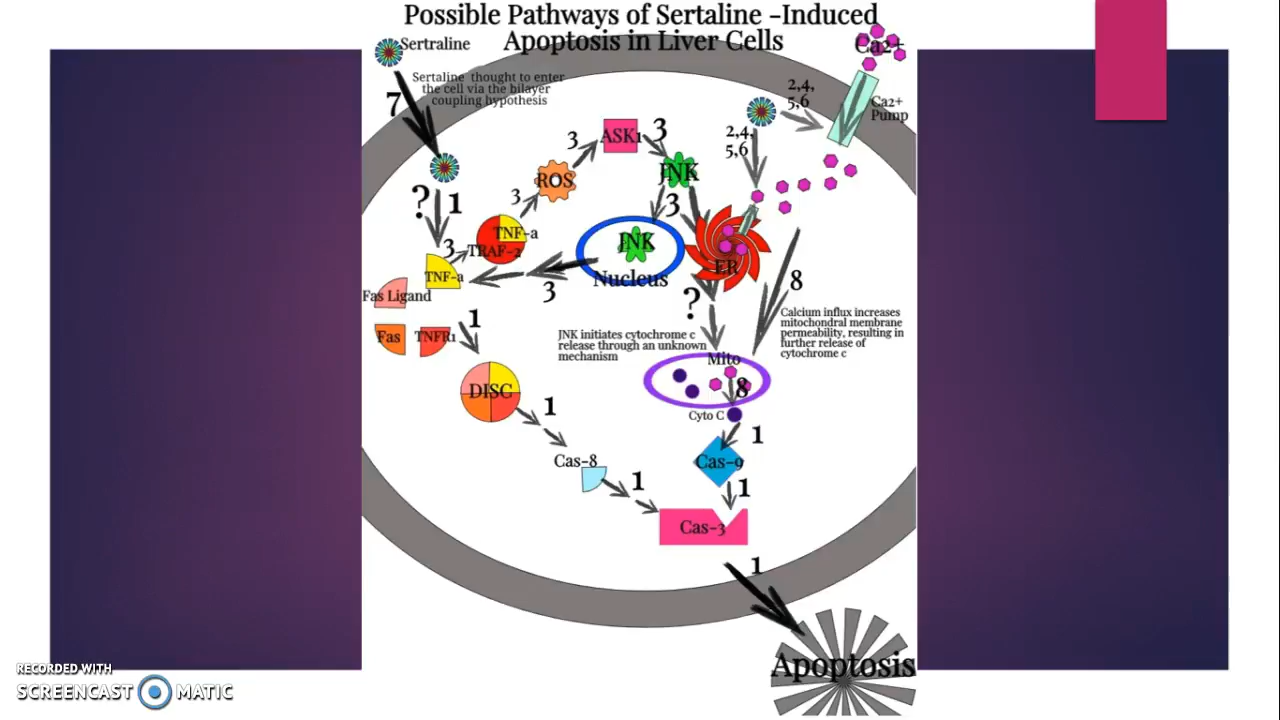 Possible Pathways of Sertaline -Induced
Apoptosis in Liver Cells
Sertraline
Ca2+
Sertaline thought to enter
the cell via the bilayer
coupling hypothesis
7
2,4,
5,6
Ca2+
Pump
2,4,
5,6
3
ASK1
3
JNK
ROS
3
? 1
3
TNF-a
TRAF-2
3
JNK
Nucleus
ER
3
TNF-a
Fas Ligand
8
?
Calcium influx increases
mitochondral membrane
permeability, resulting in
further release of
cytochrome c
1
Fas
TNFR1
JNK initiates cytochrome c
release through an unknown
mechanism
Mito
8
DISC
Cyto C
1
1
Cas-8
Cas-9
1
1
Cas-3
1
Apoptosis
RECORDED WITH
SCREENCAST MATIC